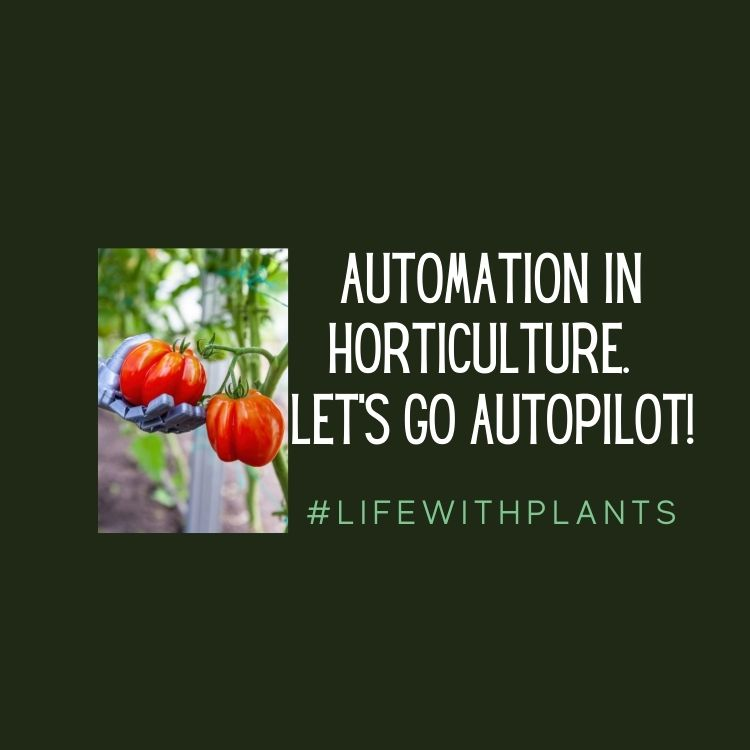 AUTOMATION IN
HORTICULTURE.
LET'S GO AUTOPILOT!
#LIFEWITHPLANTS